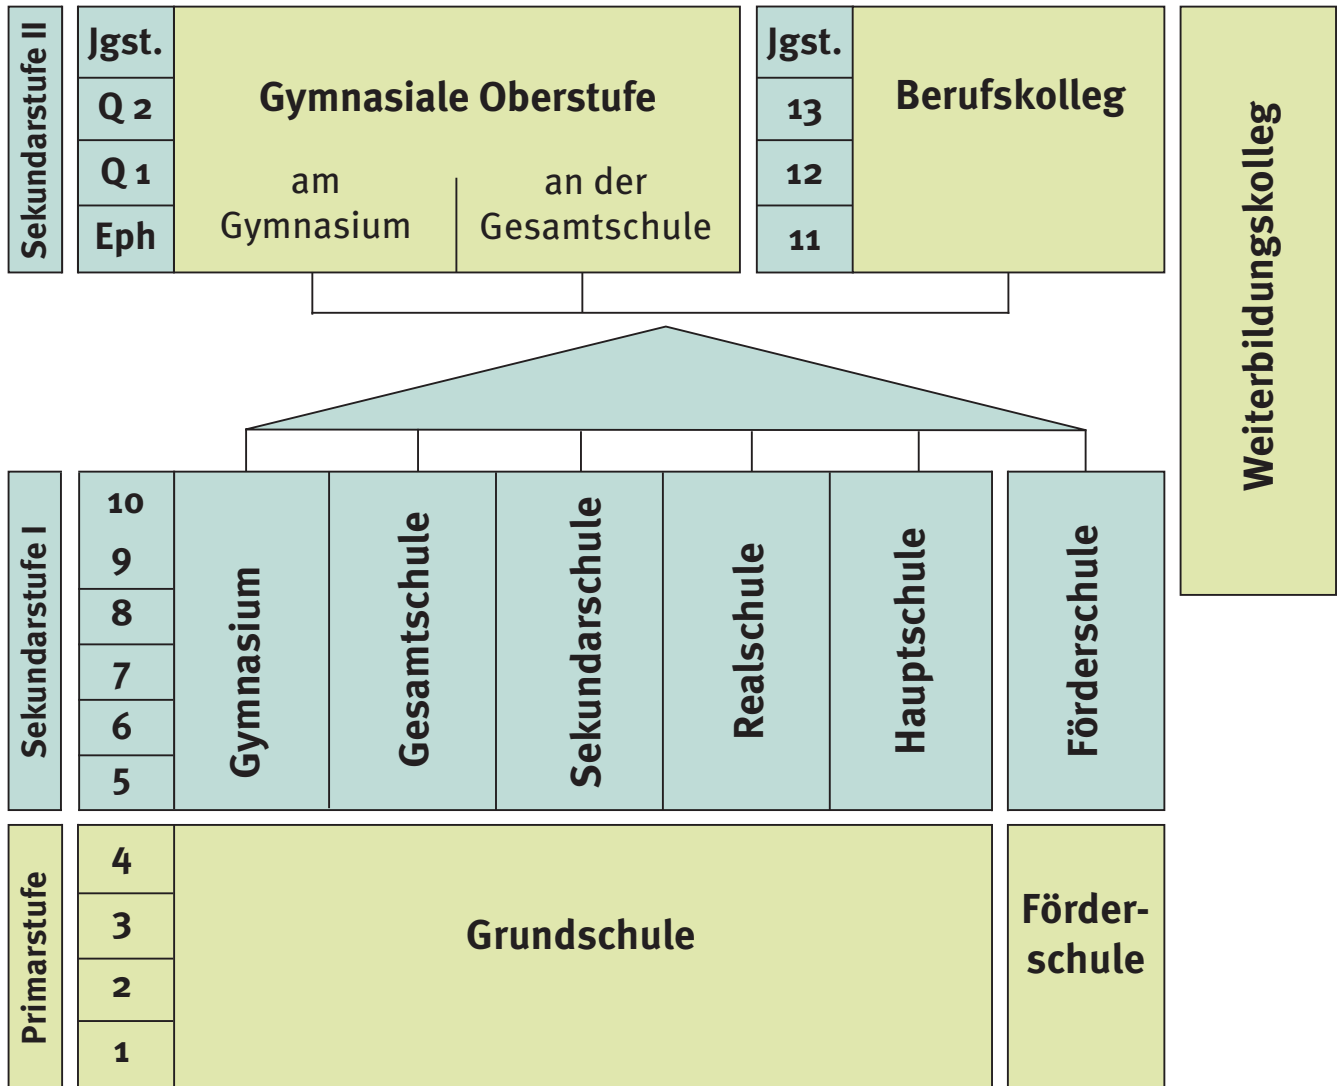 Sekundarstufe II
Jgst.
Q 2
Q 1
Eph
Gymnasiale Oberstufe
am
Gymnasium
an der
Gesamtschule
Jgst.
13
12
11
Berufskolleg
Weiterbildungskolleg
Sekundarstufe I
10
9
8
7
6
5
Gymnasium
Gesamtschule
Sekundarschule
Realschule
Hauptschule
Förderschule
Primarstufe
4
3
2
1
Grundschule
Förder-
schule